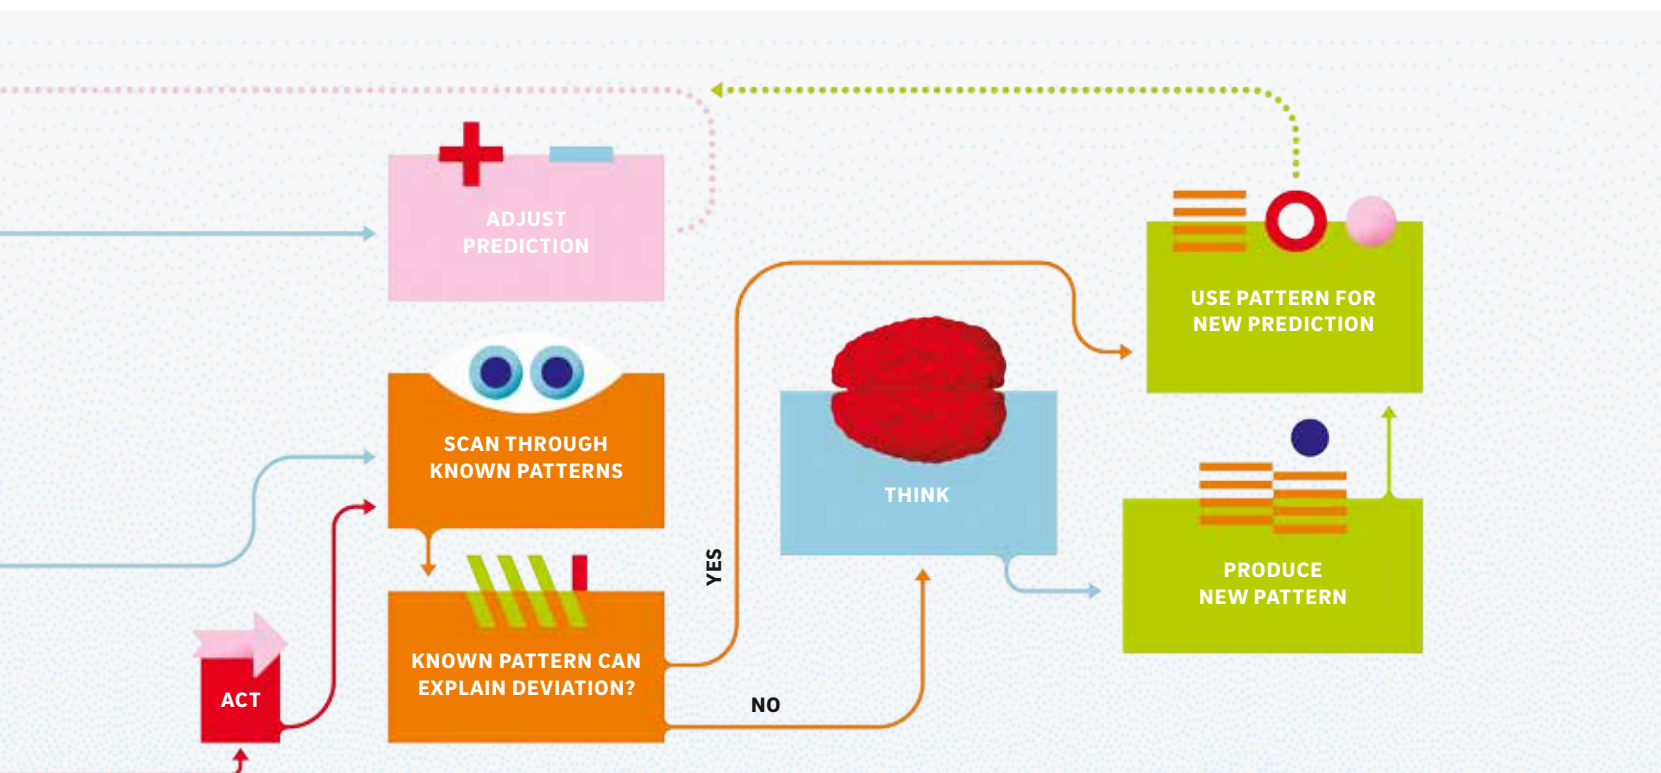 ADJUST
PREDICTION
USE PATTERN FOR
NEW PREDICTION
SCAN THROUGH
KNOWN PATTERNS
THINK
YES
PRODUCE
NEW PATTERN
KNOWN PATTERN CAN
EXPLAIN DEVIATION?
ACT
NO